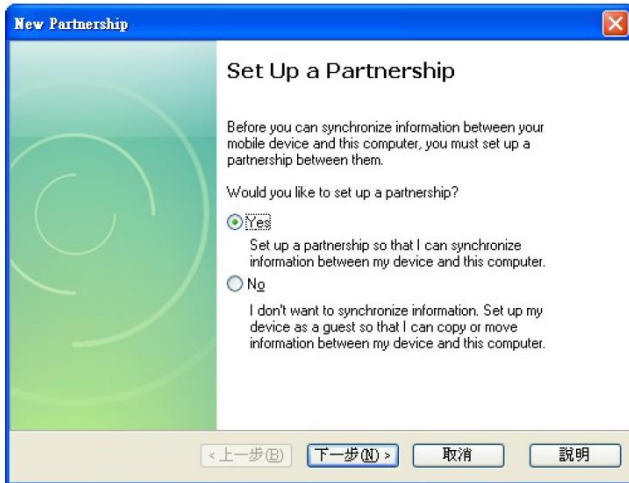 New Partnership
Set Up a Partnership
Before you can synchronize information between your
mobile device and this computer, you must set up a
partnership between them.
Would you like to set up a partnership?
Yes
Set up a partnership so that I can synchronize
information between my device and this computer.
No
I don't want to synchronize information. Set up my
device as a guest so that I can copy or move
information between my device and this computer.
<上一步(B) 下一步(N)> 取消 說明